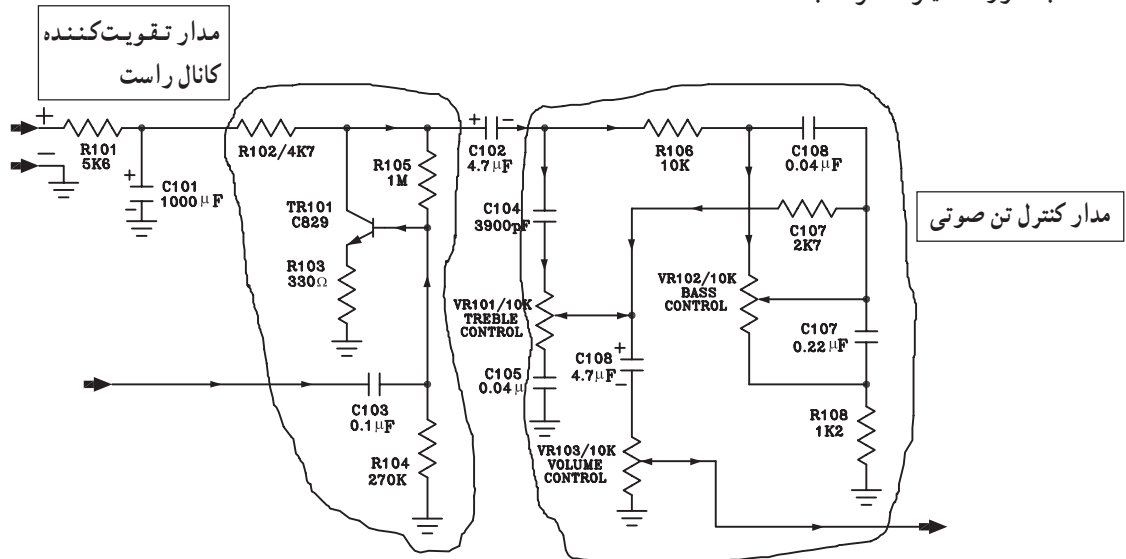 مدار تقویت‌کننده
کانال راست
+
−
R101
5K6
+
−
C101
1000μF
R102/4K7
R105
1M
TR101
C829
R103
330Ω
C103
0.1μF
R104
270K
+
−
C102
4.7μF
C104
3900pF
VR101/10K
TREBLE
CONTROL
C105
0.04μ
R106
10K
C108
0.04μF
C107
2K7
VR102/10K
BASS
CONTROL
C107
0.22μF
+
C108
4.7μF
−
VR103/10K
VOLUME
CONTROL
R108
1K2
مدار کنترل تن صوتی